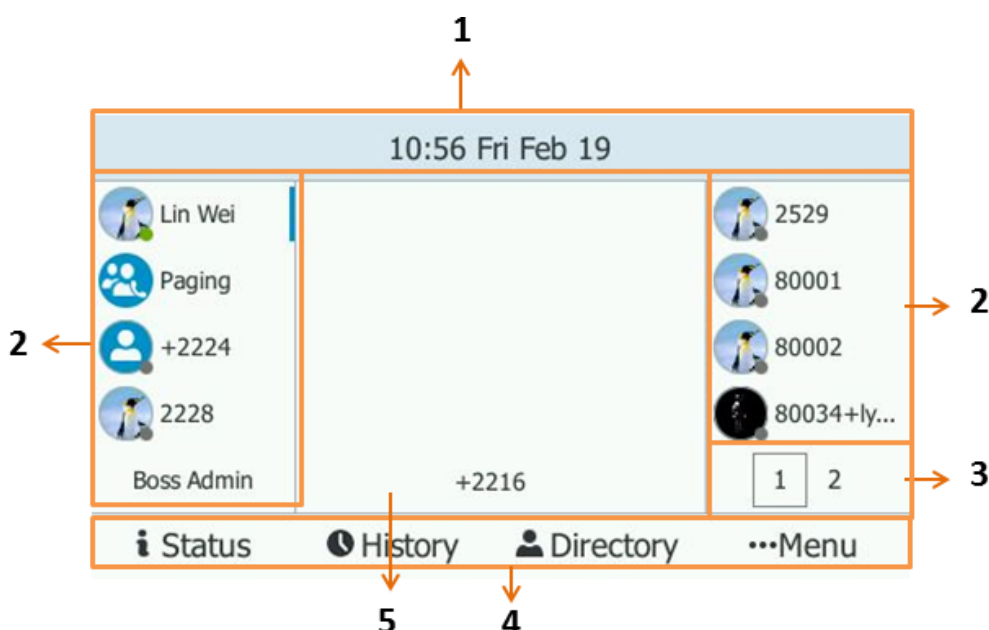 1
10:56 Fri Feb 19
Lin Wei
Paging
+2224
2228
Boss Admin
2
+2216
2529
80001
80002
80034+ly...
2
1 2
3
Status History Directory ···Menu
5
4